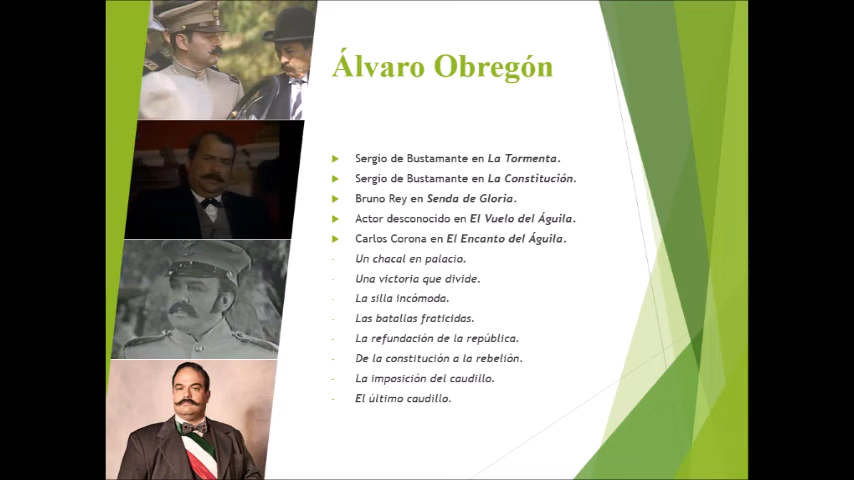 Álvaro Obregón
Sergio de Bustamante en La Tormenta.
Sergio de Bustamante en La Constitución.
Bruno Rey en Senda de Gloria.
Actor desconocido en El Vuelo del Águila.
Carlos Corona en El Encanto del Águila.
- Un chacal en palacio.
- Una victoria que divide.
- La silla incómoda.
- Las batallas fraticidas.
- La refundación de la república.
- De la constitución a la rebelión.
- La imposición del caudillo.
- El último caudillo.